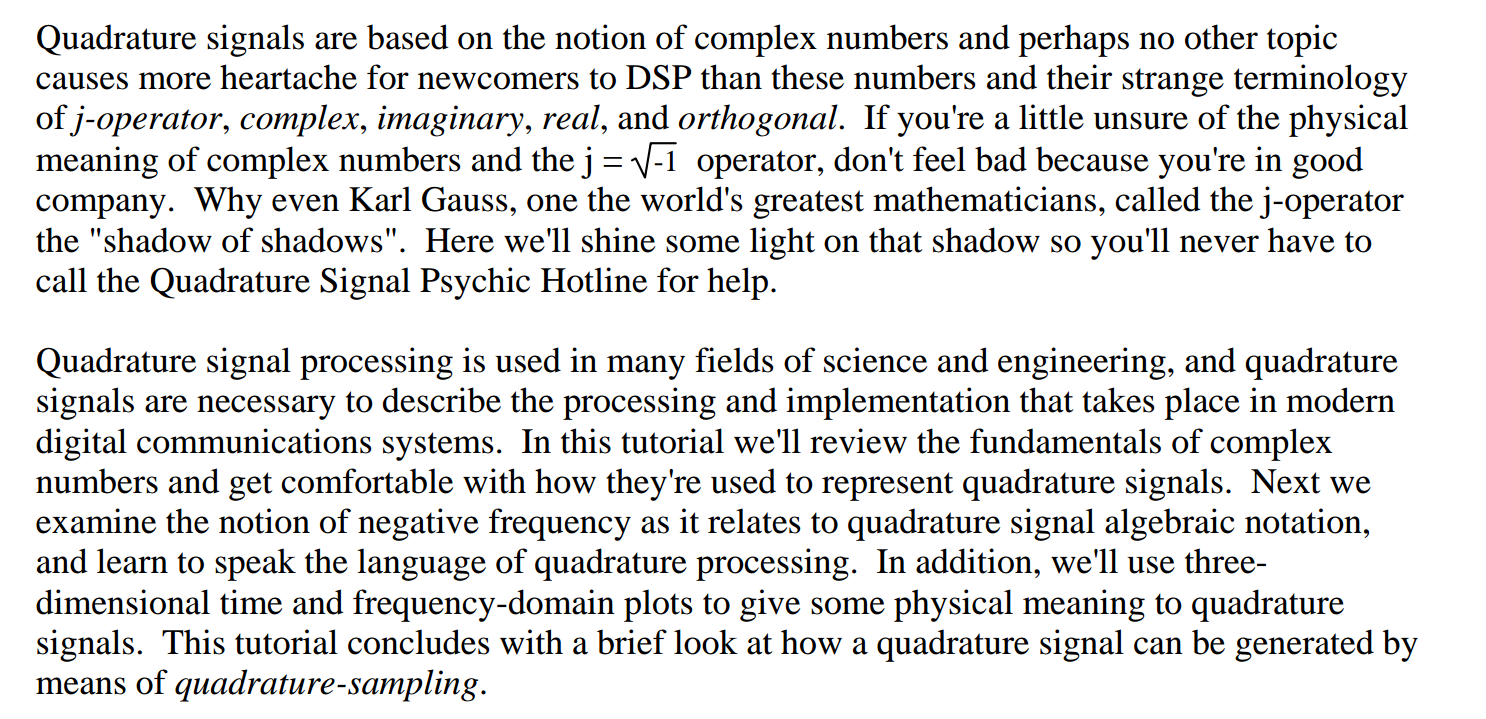 Quadrature signals are based on the notion of complex numbers and perhaps no other topic
causes more heartache for newcomers to DSP than these numbers and their strange terminology
of j-operator, complex, imaginary, real, and orthogonal.  If you're a little unsure of the physical
meaning of complex numbers and the j = √-1  operator, don't feel bad because you're in good
company.  Why even Karl Gauss, one the world's greatest mathematicians, called the j-operator
the "shadow of shadows".  Here we'll shine some light on that shadow so you'll never have to
call the Quadrature Signal Psychic Hotline for help.

Quadrature signal processing is used in many fields of science and engineering, and quadrature
signals are necessary to describe the processing and implementation that takes place in modern
digital communications systems.  In this tutorial we'll review the fundamentals of complex
numbers and get comfortable with how they're used to represent quadrature signals.  Next we
examine the notion of negative frequency as it relates to quadrature signal algebraic notation,
and learn to speak the language of quadrature processing.  In addition, we'll use three-
dimensional time and frequency-domain plots to give some physical meaning to quadrature
signals.  This tutorial concludes with a brief look at how a quadrature signal can be generated by
means of quadrature-sampling.